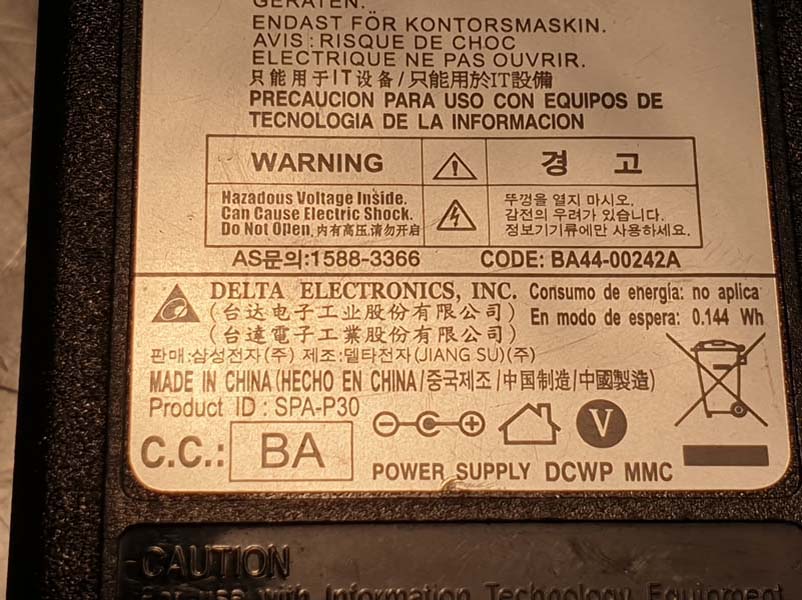 GERÄTEN.
ENDAST FÖR KONTORSMASKIN.
AVIS : RISQUE DE CHOC
ELECTRIQUE NE PAS OUVRIR.
只能用于IT设备/只能用於IT設備
PRECAUCION PARA USO CON EQUIPOS DE
TECNOLOGIA DE LA INFORMACION
WARNING
경 고
Hazadous Voltage Inside.
Can Cause Electric Shock.
Do Not Open. 内有高压,请勿开启
뚜껑을 열지 마시오.
감전의 우려가 있습니다.
정보기기류에만 사용하세요.
AS문의:1588-3366
CODE: BA44-00242A
DELTA ELECTRONICS, INC.
(台达电子工业股份有限公司)
(台達電子工業股份有限公司)
Consumo de energía: no aplica
En modo de espera: 0.144 Wh
판매:삼성전자(주) 제조:델타전자(JIANG SU)(주)
MADE IN CHINA(HECHO EN CHINA/중국제조/中国制造/中國製造)
Product ID : SPA-P30
C.C.: BA
V
POWER SUPPLY DCWP MMC
CAUTION
For use with Information Technology Equipment